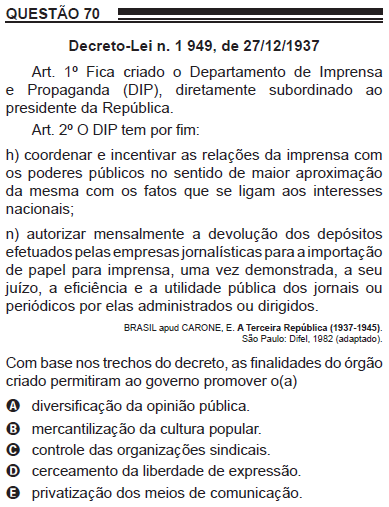 QUESTÃO 70
Decreto-Lei n. 1 949, de 27/12/1937
Art. 1º Fica criado o Departamento de Imprensa
e Propaganda (DIP), diretamente subordinado ao
presidente da República.
Art. 2º O DIP tem por fim:
h) coordenar e incentivar as relações da imprensa com
os poderes públicos no sentido de maior aproximação
da mesma com os fatos que se ligam aos interesses
nacionais;
n) autorizar mensalmente a devolução dos depósitos
efetuados pelas empresas jornalísticas para a importação
de papel para imprensa, uma vez demonstrada, a seu
juízo, a eficiência e a utilidade pública dos jornais ou
periódicos por elas administrados ou dirigidos.
BRASIL apud CARONE, E. A Terceira República (1937-1945).
São Paulo: Difel, 1982 (adaptado).
Com base nos trechos do decreto, as finalidades do órgão
criado permitiram ao governo promover o(a)
A diversificação da opinião pública.
B mercantilização da cultura popular.
C controle das organizações sindicais.
D cerceamento da liberdade de expressão.
E privatização dos meios de comunicação.